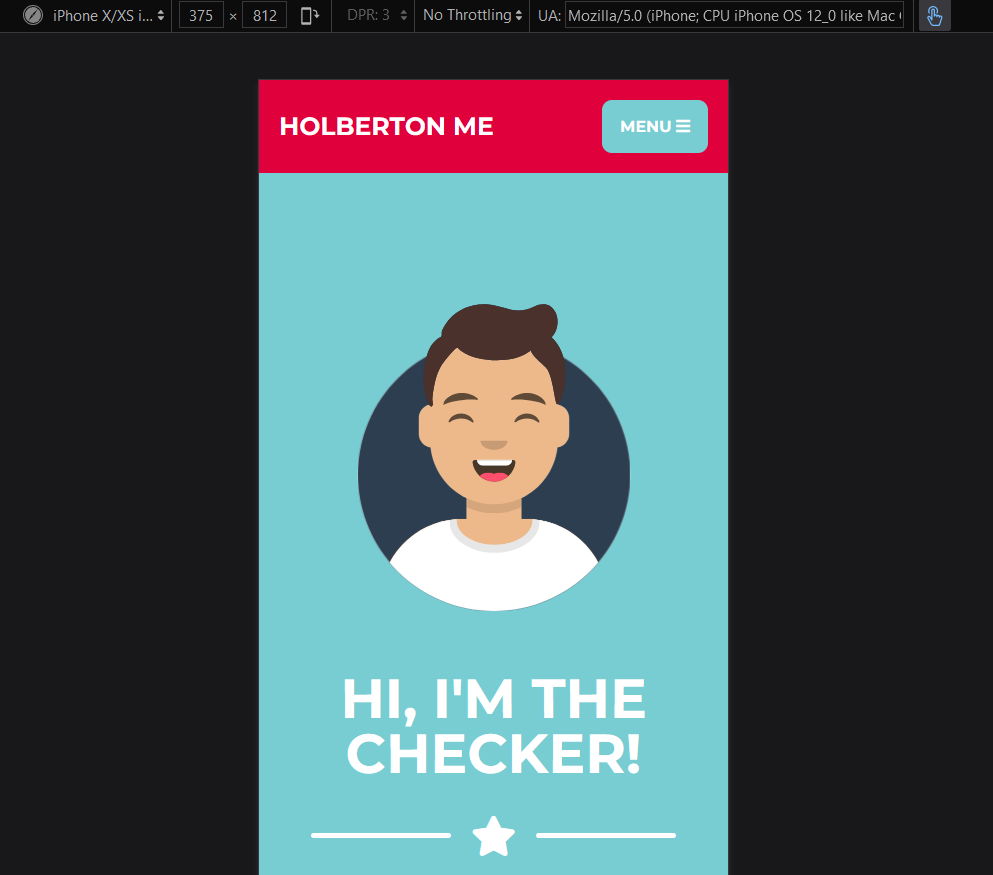 iPhone X/XS i... 375 × 812 DPR: 3 No Throttling UA: Mozilla/5.0 (iPhone; CPU iPhone OS 12_0 like Mac
HOLBERTON ME
MENU
HI, I'M THE
CHECKER!